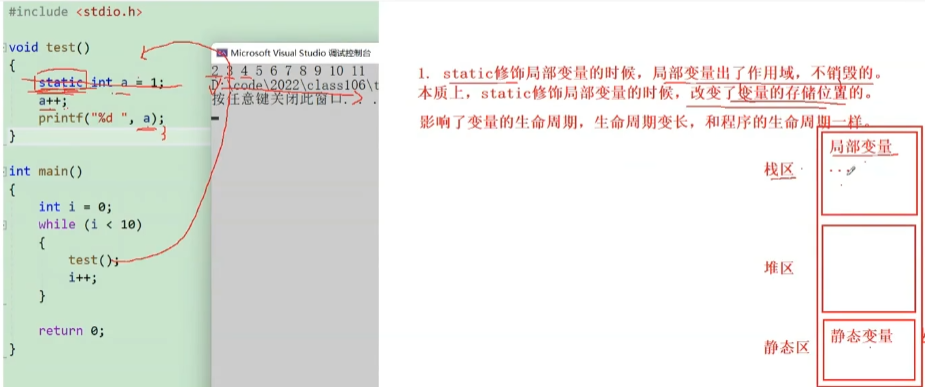 #include <stdio.h>
void test()
{
static int a = 1;
a++;
printf("%d ", a);
}
int main()
{
int i = 0;
while (i < 10)
{
test();
i++;
}
return 0;
}
Microsoft Visual Studio 调试控制台
2 3 4 5 6 7 8 9 10 11
D:\code\2022\class106\t
按任意键关闭此窗口. . .
1. static修饰局部变量的时候，局部变量出了作用域，不销毁的。
本质上，static修饰局部变量的时候，改变了变量的存储位置的。
影响了变量的生命周期，生命周期变长，和程序的生命周期一样。
栈区
局部变量
堆区
静态区
静态变量